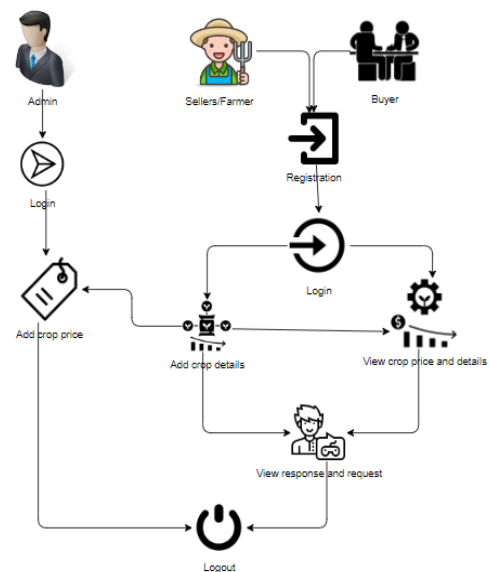 Admin
Sellers/Farmer
Buyer
Registration
Login
Login
Add crop price
Add crop details
View crop price and details
View response and request
Logout